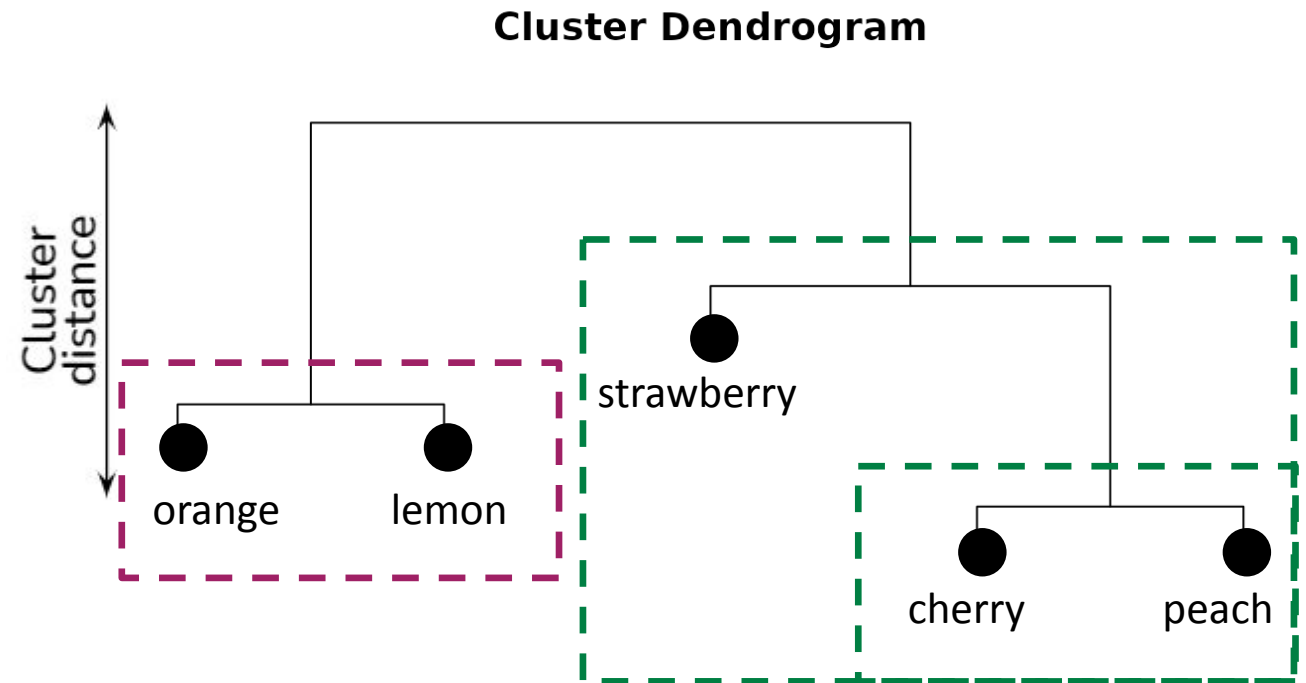 Cluster Dendrogram
Cluster
distance
strawberry
orange
lemon
cherry
peach